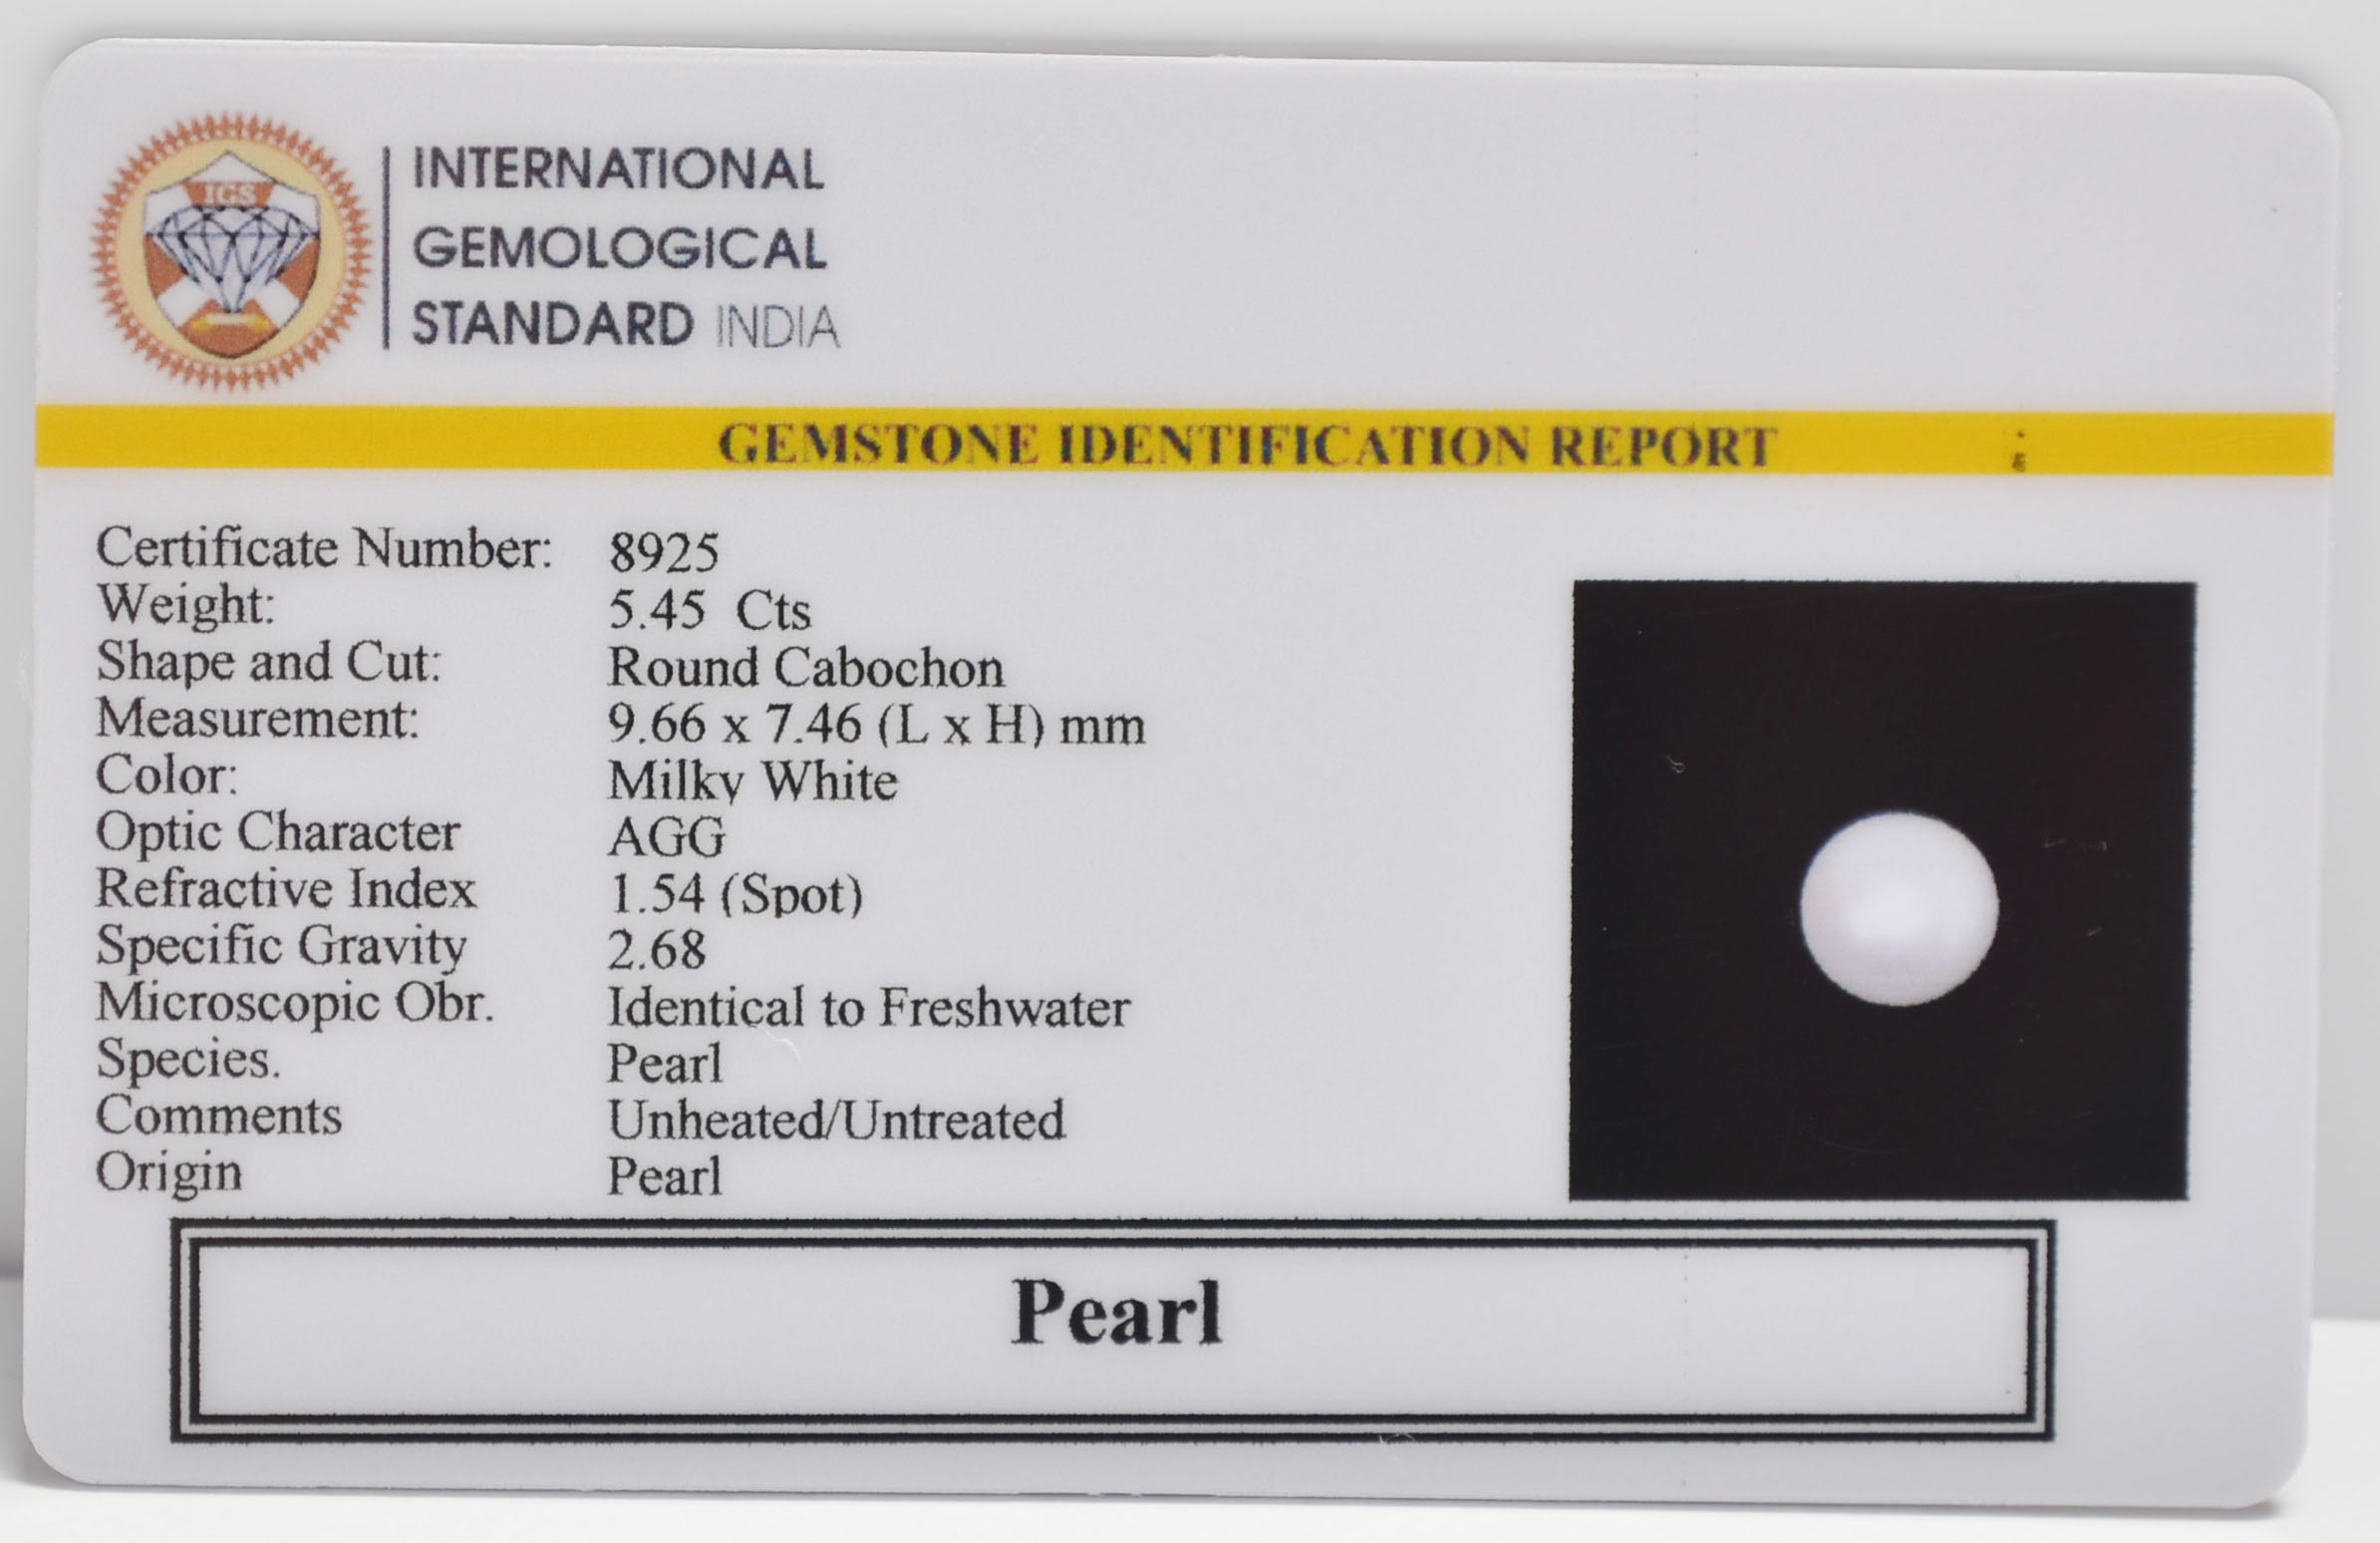 IGS
INTERNATIONAL
GEMOLOGICAL
STANDARD INDIA
GEMSTONE IDENTIFICATION REPORT
Certificate Number: 8925
Weight: 5.45 Cts
Shape and Cut: Round Cabochon
Measurement: 9.66 x 7.46 (L x H) mm
Color: Milky White
Optic Character AGG
Refractive Index 1.54 (Spot)
Specific Gravity 2.68
Microscopic Obr. Identical to Freshwater
Species. Pearl
Comments Unheated/Untreated
Origin Pearl
Pearl